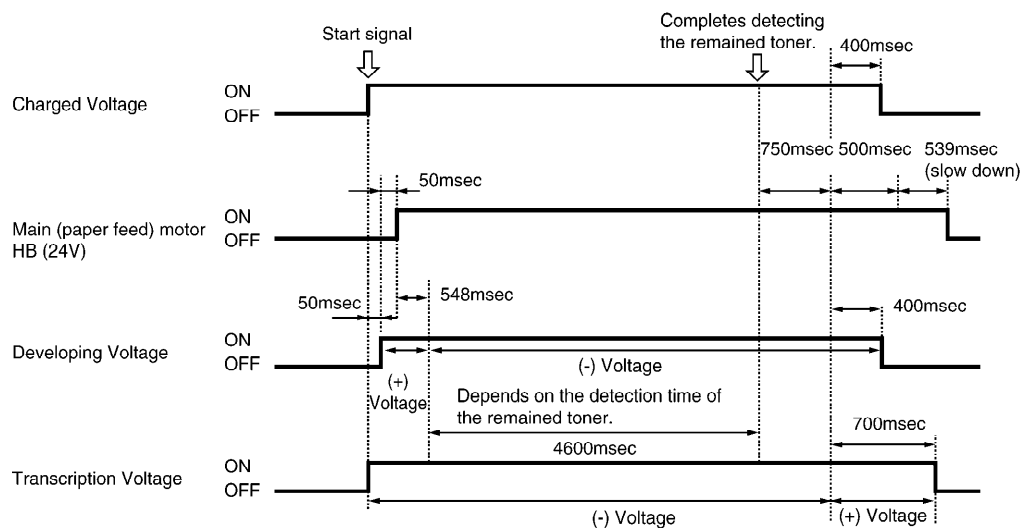 Completes detecting
the remained toner.
Start signal
400msec
Charged Voltage
ON
OFF
750msec 500msec
539msec
(slow down)
50msec
Main (paper feed) motor
HB (24V)
ON
OFF
50msec
548msec
400msec
Developing Voltage
ON
OFF
(+)
Voltage
(-) Voltage
Depends on the detection time of
the remained toner.
700msec
4600msec
Transcription Voltage
ON
OFF
(-) Voltage
(+) Voltage